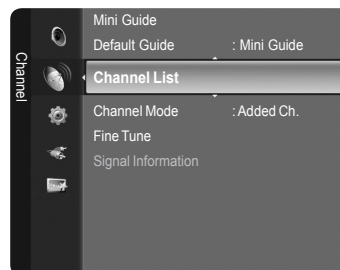 Channel
Mini Guide
Default Guide : Mini Guide
Channel List
Channel Mode : Added Ch.
Fine Tune
Signal Information